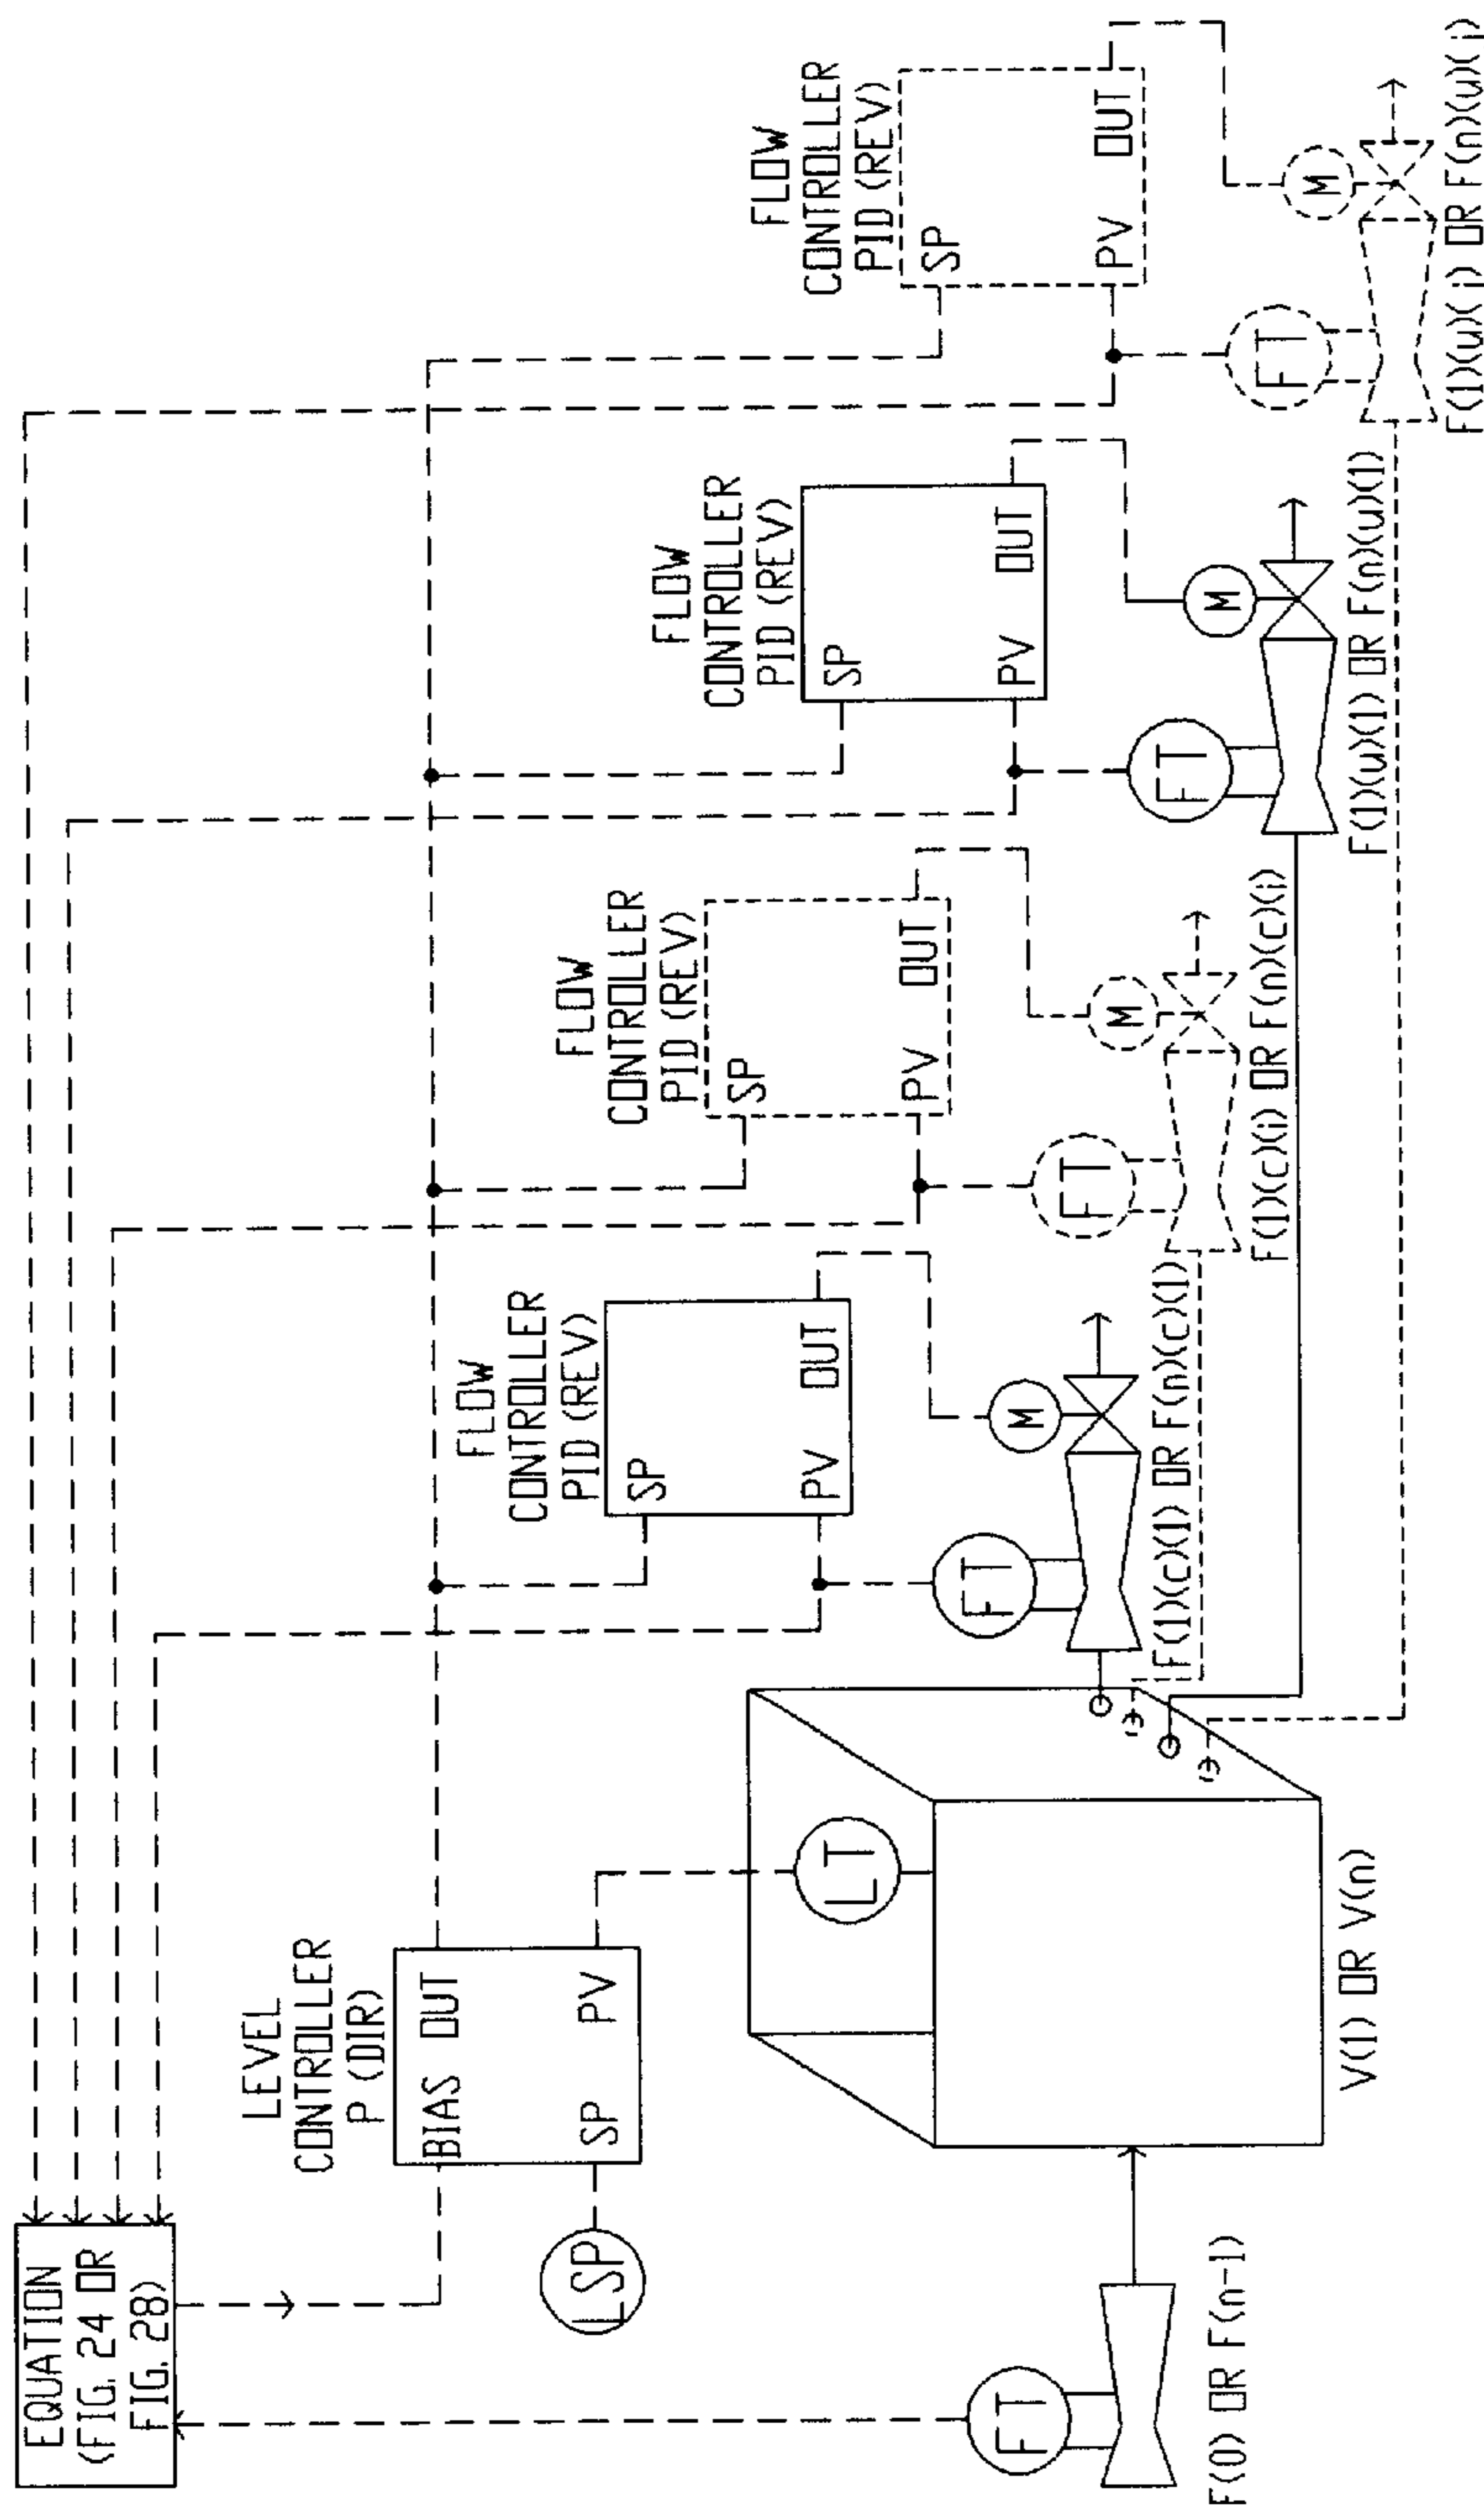 EQUATION
(FIG. 24 OR
FIG. 28)
LEVEL
CONTROLLER
P (DIR)
BIAS OUT
SP PV
LSP
LT
FT
F(0) OR F(n-1)
V(1) OR V(n)
FLOW
CONTROLLER
PID (REV)
SP
PV OUT
FT
M
F(1)(c)(1) OR F(n)(c)(1)
FLOW
CONTROLLER
PID (REV)
SP
PV OUT
FT
M
F(1)(c)(i) OR F(n)(c)(i)
FLOW
CONTROLLER
PID (REV)
SP
PV OUT
FT
M
F(1)(u)(1) OR F(n)(u)(1)
FLOW
CONTROLLER
PID (REV)
SP
PV OUT
FT
M
F(1)(u)(j) OR F(n)(u)(j)